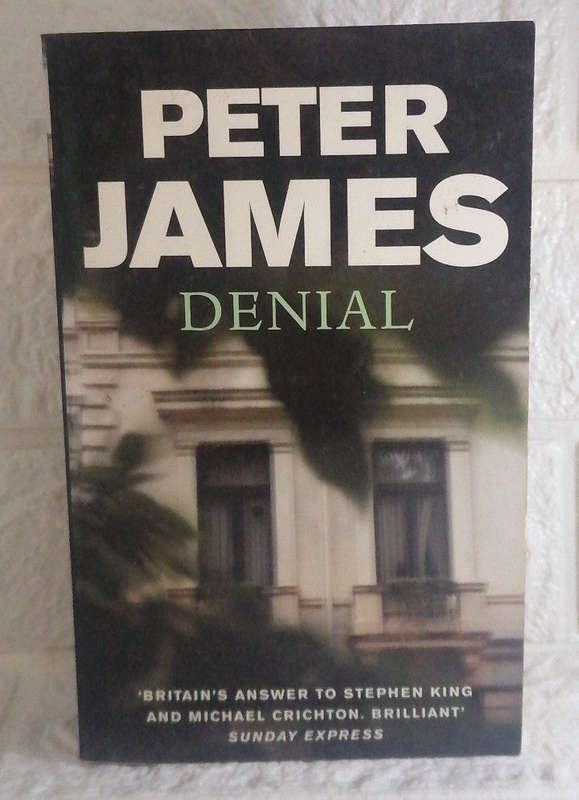 PETER
JAMES
DENIAL
'BRITAIN'S ANSWER TO STEPHEN KING
AND MICHAEL CRICHTON. BRILLIANT'
SUNDAY EXPRESS